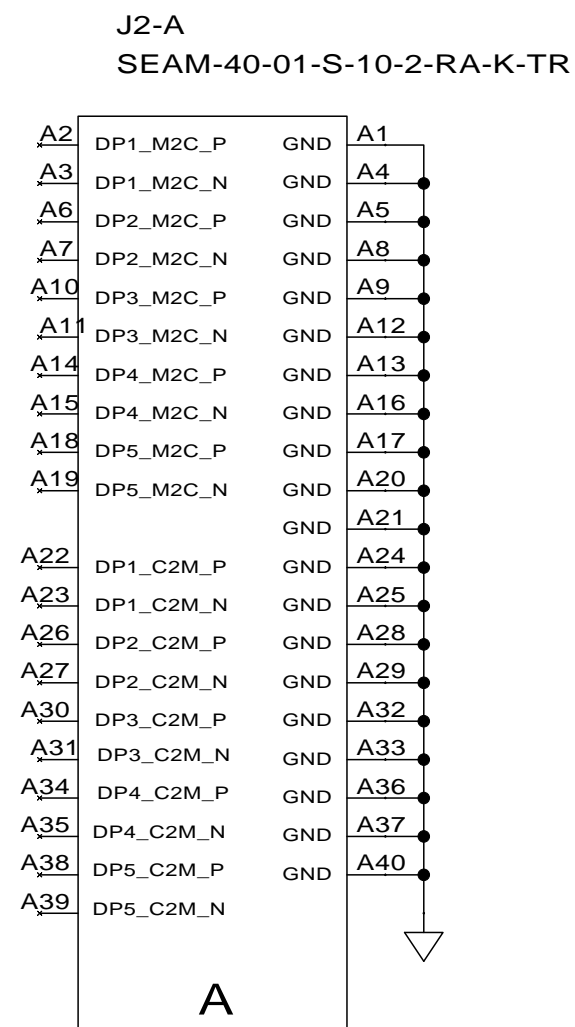 J2-A
SEAM-40-01-S-10-2-RA-K-TR
A2 DP1_M2C_P GND A1
A3 DP1_M2C_N GND A4
A6 DP2_M2C_P GND A5
A7 DP2_M2C_N GND A8
A10 DP3_M2C_P GND A9
A11 DP3_M2C_N GND A12
A14 DP4_M2C_P GND A13
A15 DP4_M2C_N GND A16
A18 DP5_M2C_P GND A17
A19 DP5_M2C_N GND A20
GND A21
A22 DP1_C2M_P GND A24
A23 DP1_C2M_N GND A25
A26 DP2_C2M_P GND A28
A27 DP2_C2M_N GND A29
A30 DP3_C2M_P GND A32
A31 DP3_C2M_N GND A33
A34 DP4_C2M_P GND A36
A35 DP4_C2M_N GND A37
A38 DP5_C2M_P GND A40
A39 DP5_C2M_N
A